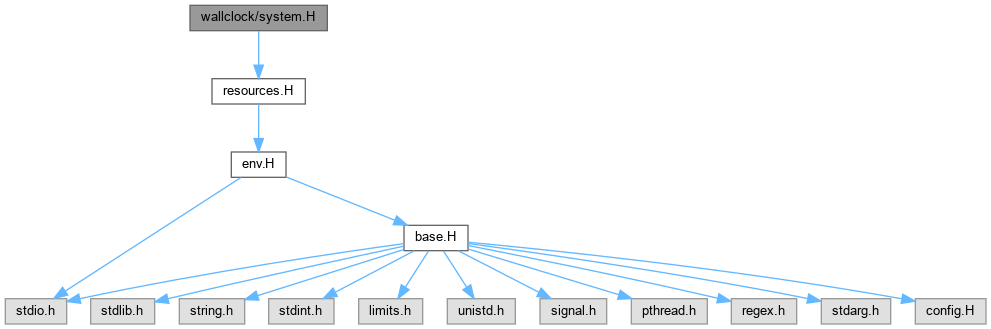 wallclock/system.H
resources.H
env.H
base.H
stdio.h
stdlib.h
string.h
stdint.h
limits.h
unistd.h
signal.h
pthread.h
regex.h
stdarg.h
config.H